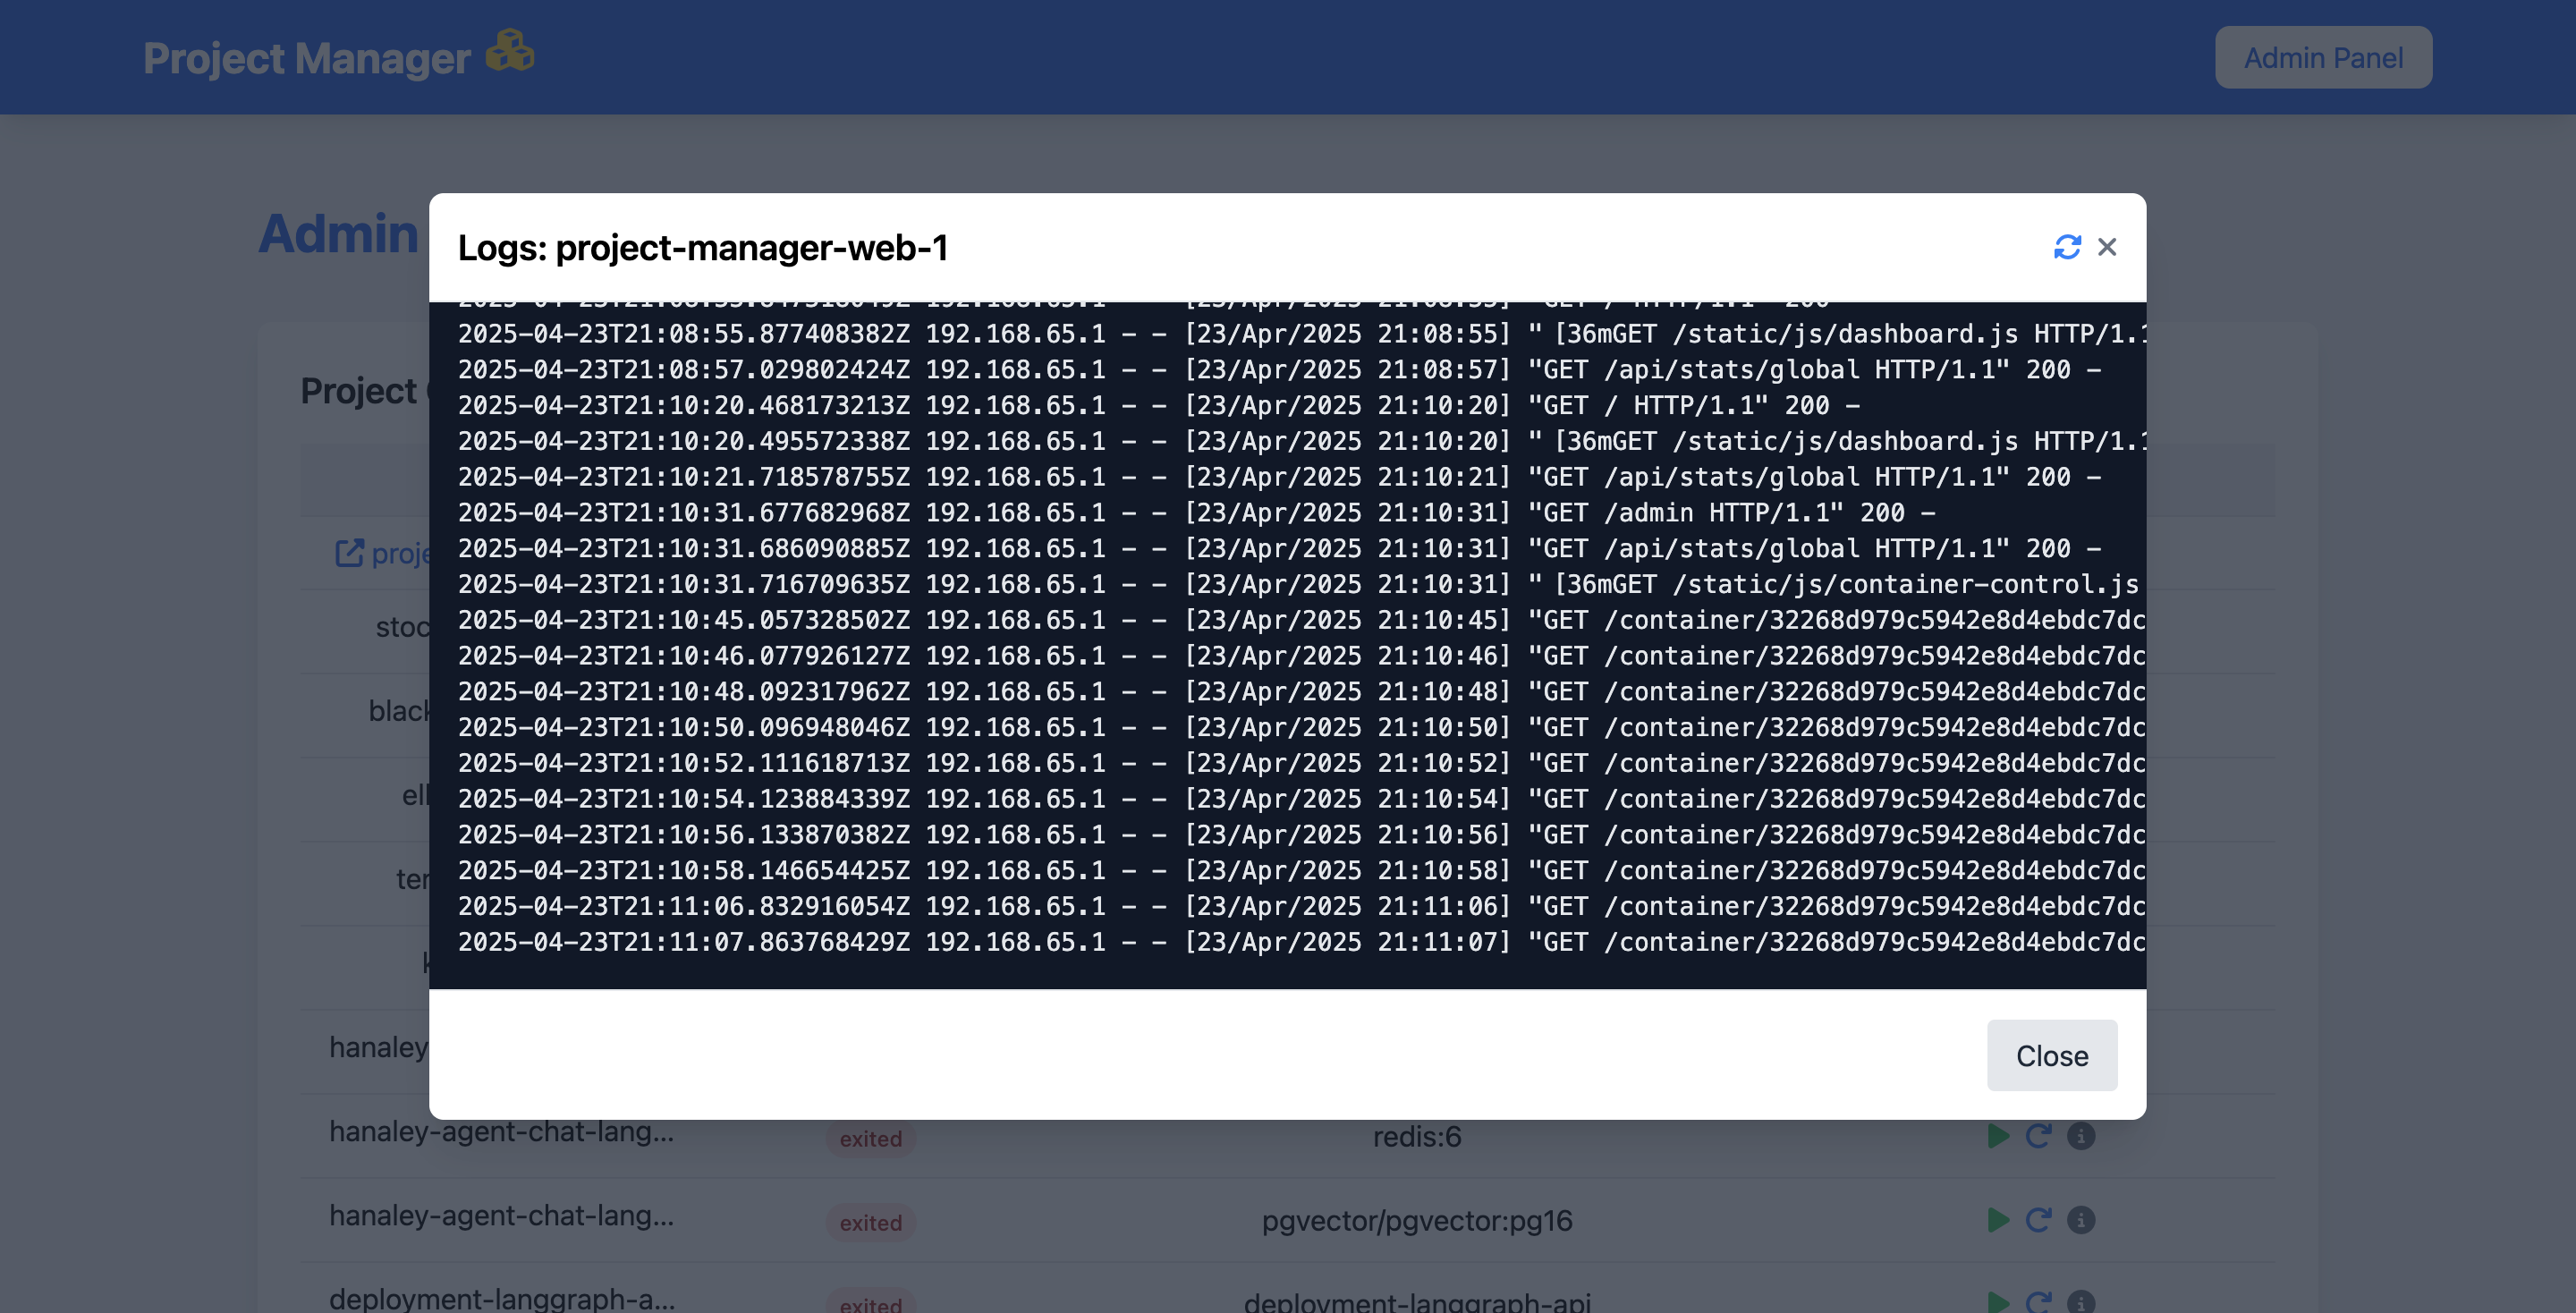 Project Manager
Admin Panel
Admin
Logs: project-manager-web-1
2025-04-23T21:08:55.877408382Z 192.168.65.1 - - [23/Apr/2025 21:08:55] " [36mGET /static/js/dashboard.js HTTP/1.1
2025-04-23T21:08:57.029802424Z 192.168.65.1 - - [23/Apr/2025 21:08:57] "GET /api/stats/global HTTP/1.1" 200 -
2025-04-23T21:10:20.468173213Z 192.168.65.1 - - [23/Apr/2025 21:10:20] "GET / HTTP/1.1" 200 -
2025-04-23T21:10:20.495572338Z 192.168.65.1 - - [23/Apr/2025 21:10:20] " [36mGET /static/js/dashboard.js HTTP/1.1
2025-04-23T21:10:21.718578755Z 192.168.65.1 - - [23/Apr/2025 21:10:21] "GET /api/stats/global HTTP/1.1" 200 -
2025-04-23T21:10:31.677682968Z 192.168.65.1 - - [23/Apr/2025 21:10:31] "GET /admin HTTP/1.1" 200 -
2025-04-23T21:10:31.686090885Z 192.168.65.1 - - [23/Apr/2025 21:10:31] "GET /api/stats/global HTTP/1.1" 200 -
2025-04-23T21:10:31.716709635Z 192.168.65.1 - - [23/Apr/2025 21:10:31] " [36mGET /static/js/container-control.js
2025-04-23T21:10:45.057328502Z 192.168.65.1 - - [23/Apr/2025 21:10:45] "GET /container/32268d979c5942e8d4ebdc7dc
2025-04-23T21:10:46.077926127Z 192.168.65.1 - - [23/Apr/2025 21:10:46] "GET /container/32268d979c5942e8d4ebdc7dc
2025-04-23T21:10:48.092317962Z 192.168.65.1 - - [23/Apr/2025 21:10:48] "GET /container/32268d979c5942e8d4ebdc7dc
2025-04-23T21:10:50.096948046Z 192.168.65.1 - - [23/Apr/2025 21:10:50] "GET /container/32268d979c5942e8d4ebdc7dc
2025-04-23T21:10:52.111618713Z 192.168.65.1 - - [23/Apr/2025 21:10:52] "GET /container/32268d979c5942e8d4ebdc7dc
2025-04-23T21:10:54.123884339Z 192.168.65.1 - - [23/Apr/2025 21:10:54] "GET /container/32268d979c5942e8d4ebdc7dc
2025-04-23T21:10:56.133870382Z 192.168.65.1 - - [23/Apr/2025 21:10:56] "GET /container/32268d979c5942e8d4ebdc7dc
2025-04-23T21:10:58.146654425Z 192.168.65.1 - - [23/Apr/2025 21:10:58] "GET /container/32268d979c5942e8d4ebdc7dc
2025-04-23T21:11:06.832916054Z 192.168.65.1 - - [23/Apr/2025 21:11:06] "GET /container/32268d979c5942e8d4ebdc7dc
2025-04-23T21:11:07.863768429Z 192.168.65.1 - - [23/Apr/2025 21:11:07] "GET /container/32268d979c5942e8d4ebdc7dc
Close
Project
proje
stoc
black
ell
ter
hanaley
hanaley-agent-chat-lang... exited redis:6
hanaley-agent-chat-lang... exited pgvector/pgvector:pg16
deployment-langgraph-a... exited deployment-langgraph-api